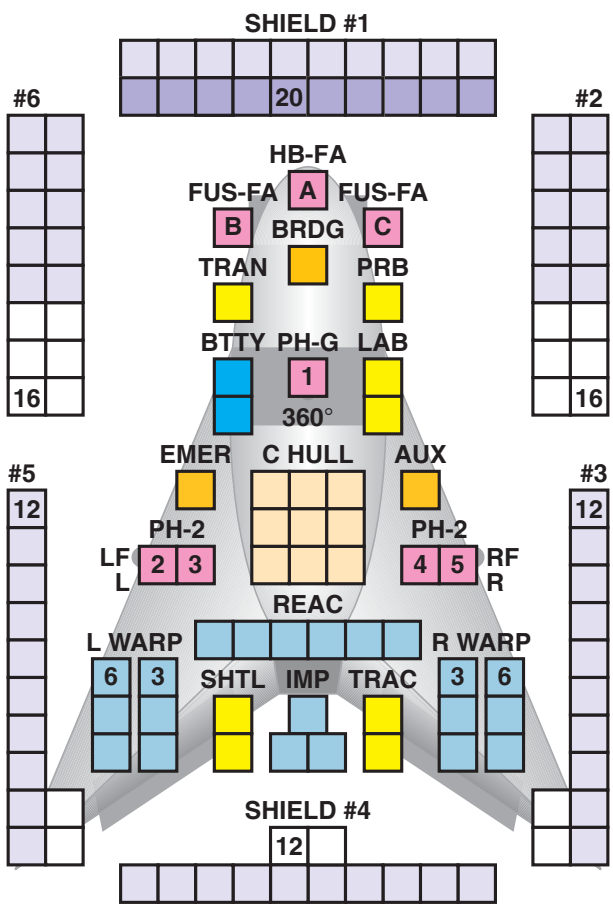 SHIELD #1
20
#6
#2
HB-FA
A
FUS-FA
FUS-FA
B
C
BRDG
TRAN
PRB
BTTY
PH-G
LAB
1
360°
16
16
EMER
C HULL
AUX
#5
#3
12
12
PH-2
PH-2
LF
L
2 3
4 5
RF
R
REAC
L WARP
R WARP
6 3
3 6
SHTL
IMP
TRAC
SHIELD #4
12